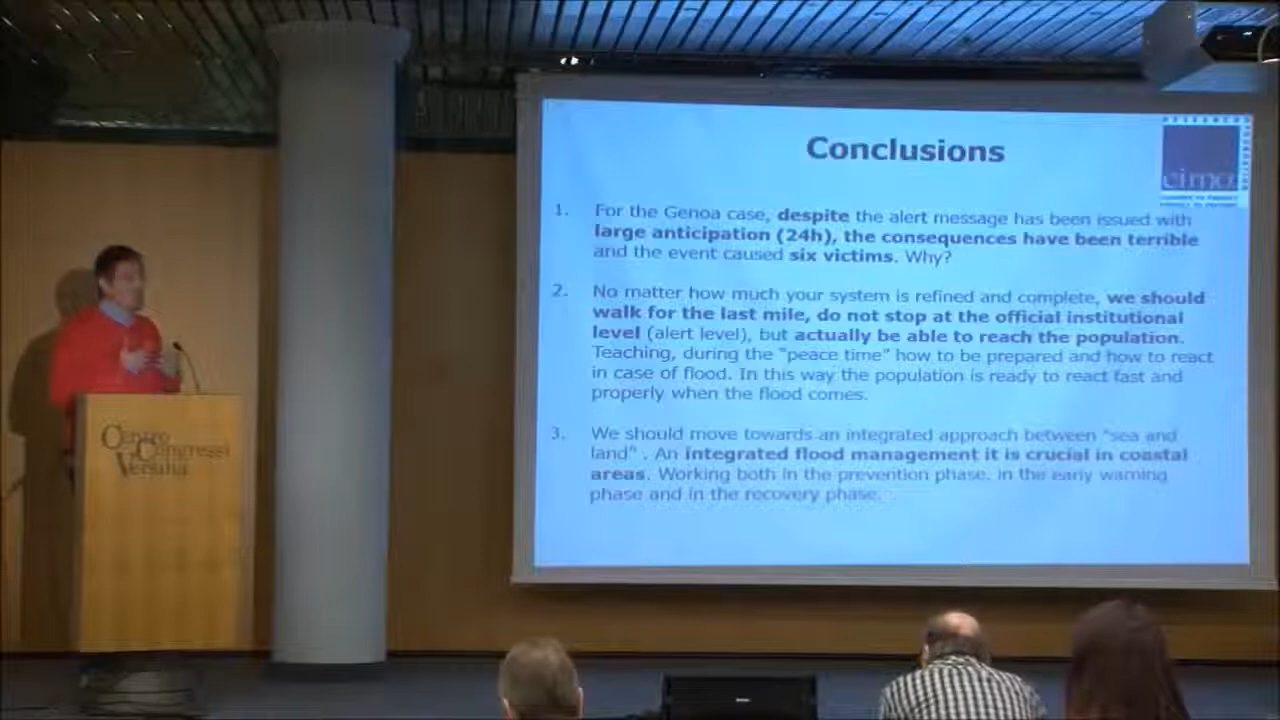 Conclusions
RESEARCH
FOUNDATION
cima
1. For the Genoa case, despite the alert message has been issued with
large anticipation (24h), the consequences have been terrible
and the event caused six victims. Why?
2. No matter how much your system is refined and complete, we should
walk for the last mile, do not stop at the official institutional
level (alert level), but actually be able to reach the population.
Teaching, during the "peace time" how to be prepared and how to react
in case of flood. In this way the population is ready to react fast and
properly when the flood comes.
3. We should move towards an integrated approach between "sea and
land" . An integrated flood management it is crucial in coastal
areas. Working both in the prevention phase, in the early warning
phase and in the recovery phase.
Centro
Congressi
Versilia